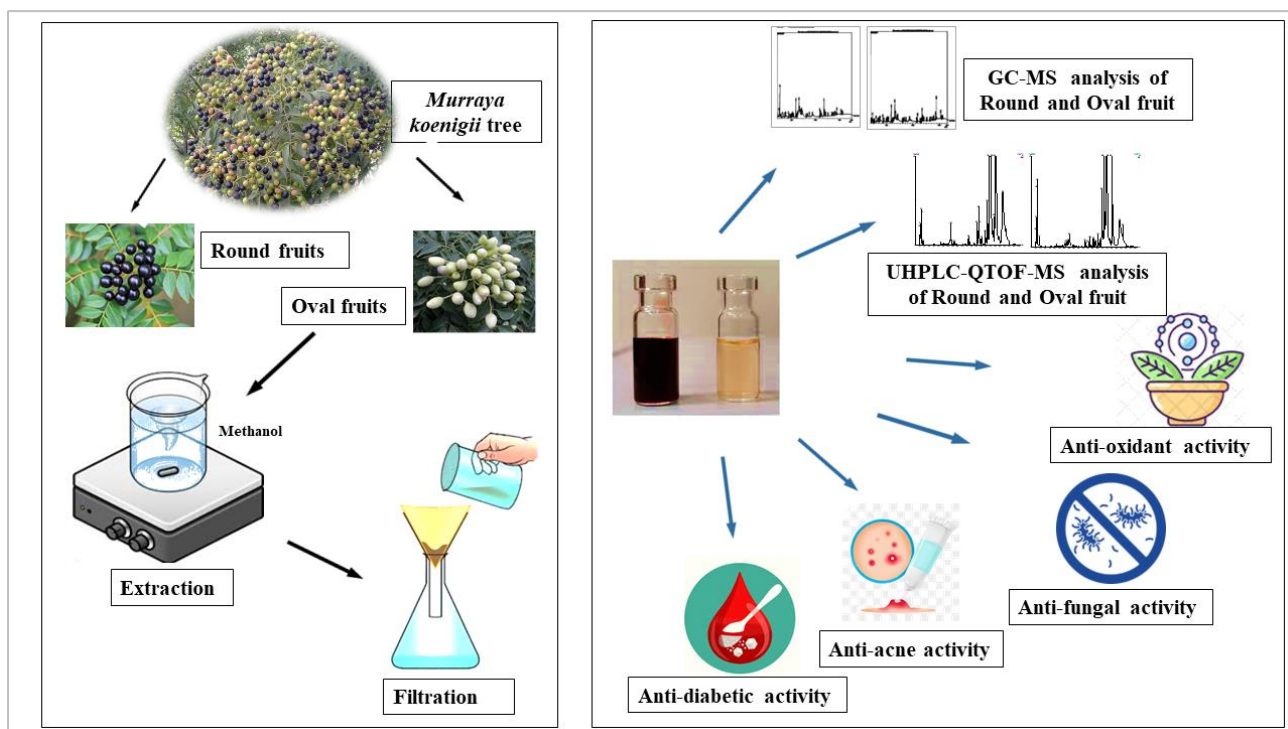 Murraya
koenigii tree
Round fruits
Oval fruits
Methanol
Extraction
Filtration
GC-MS analysis of
Round and Oval fruit
UHPLC-QTOF-MS analysis
of Round and Oval fruit
Anti-oxidant activity
Anti-fungal activity
Anti-acne activity
Anti-diabetic activity